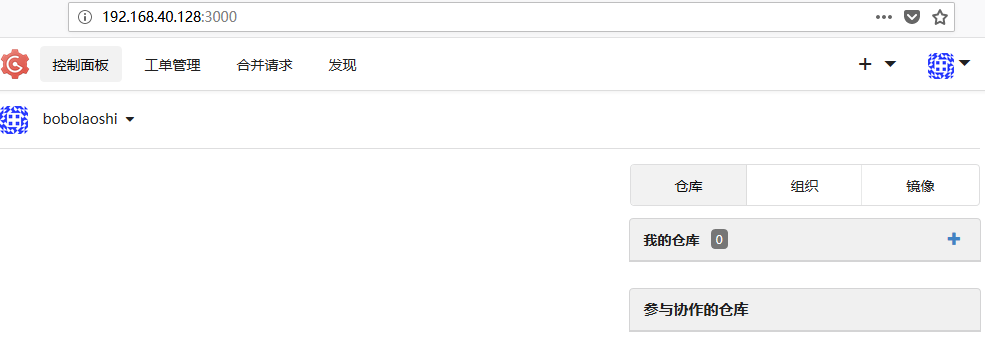 192.168.40.128:3000
控制面板 工单管理 合并请求 发现
bobolaoshi
仓库 组织 镜像
我的仓库 0
参与协作的仓库